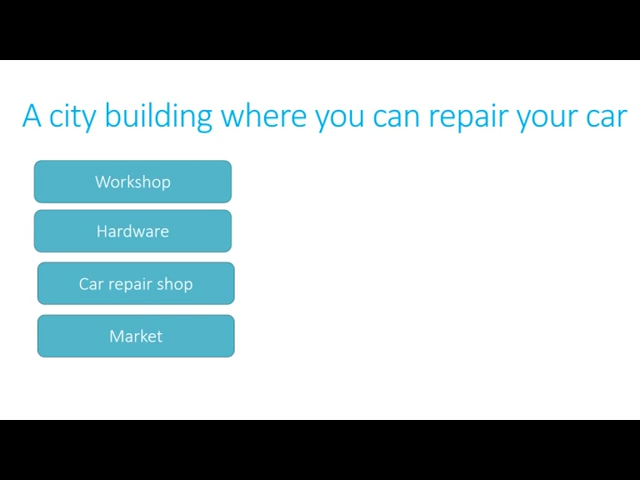 A city building where you can repair your car
Workshop
Hardware
Car repair shop
Market